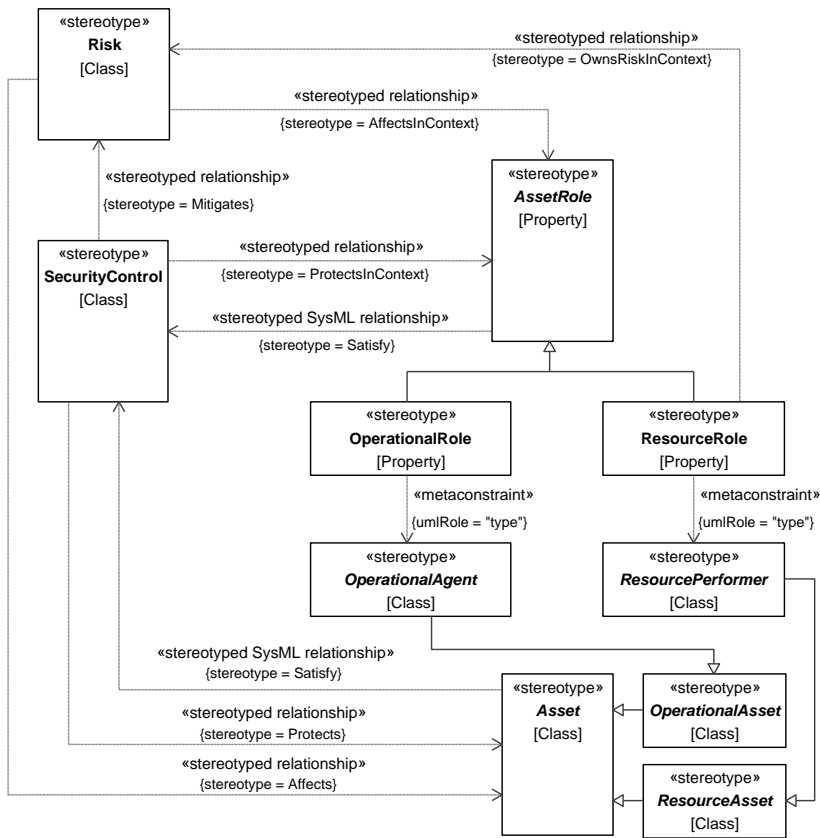 «stereotype»
Risk
[Class]
«stereotyped relationship»
{stereotype = OwnsRiskInContext}
«stereotyped relationship»
{stereotype = AffectsInContext}
«stereotype»
AssetRole
[Property]
«stereotyped relationship»
{stereotype = Mitigates}
«stereotype»
SecurityControl
[Class]
«stereotyped relationship»
{stereotype = ProtectsInContext}
«stereotyped SysML relationship»
{stereotype = Satisfy}
«stereotype»
OperationalRole
[Property]
«stereotype»
ResourceRole
[Property]
«metaconstraint»
{umlRole = "type"}
«metaconstraint»
{umlRole = "type"}
«stereotype»
OperationalAgent
[Class]
«stereotype»
ResourcePerformer
[Class]
«stereotyped SysML relationship»
{stereotype = Satisfy}
«stereotype»
Asset
[Class]
«stereotype»
OperationalAsset
[Class]
«stereotyped relationship»
{stereotype = Protects}
«stereotyped relationship»
{stereotype = Affects}
«stereotype»
ResourceAsset
[Class]